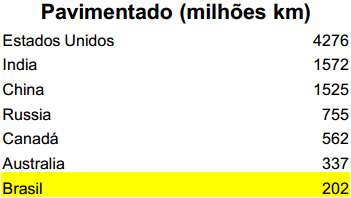 Pavimentado (milhões km)
Estados Unidos 4276
India 1572
China 1525
Russia 755
Canadá 562
Australia 337
Brasil 202